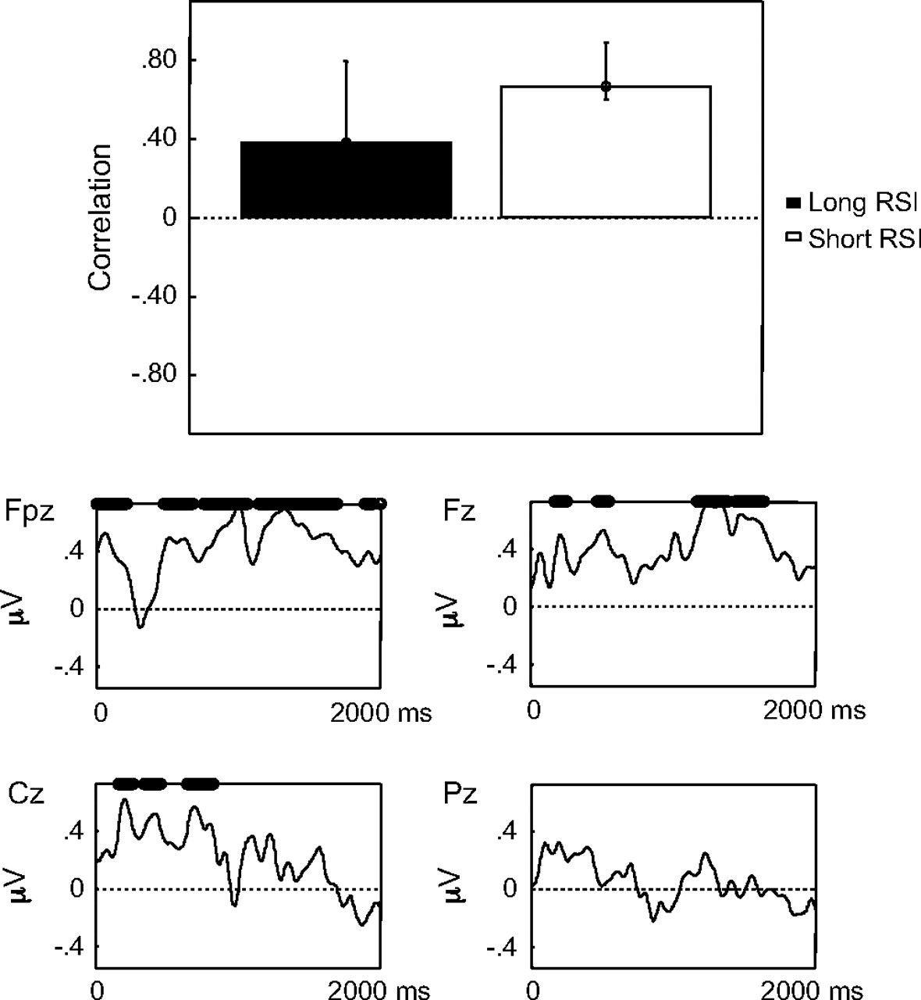 .80
.40
0
-.40
-.80
Correlation
Long RSI
Short RSI
Fpz
.4
0
-.4
µV
0 2000 ms
Fz
.4
0
-.4
µV
0 2000 ms
Cz
.4
0
-.4
µV
0 2000 ms
Pz
.4
0
-.4
µV
0 2000 ms